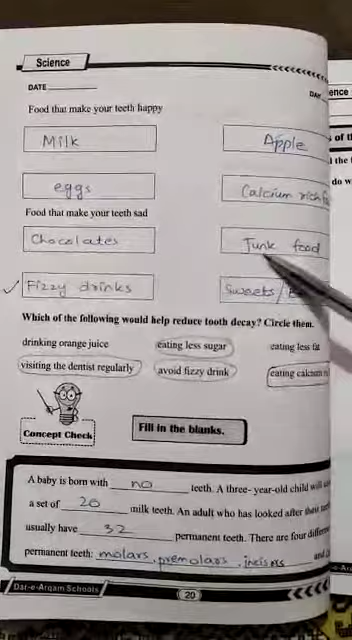 Science
ence
DATE
DAY
Food that make your teeth happy
Milk Apple
eggs Calcium rich
Food that make your teeth sad
Chocolates Junk food
Fizzy drinks Sweets/
Which of the following would help reduce tooth decay? Circle them.
drinking orange juice eating less sugar eating less fat
visiting the dentist regularly avoid fizzy drink eating calcium
Concept Check Fill in the blanks.
A baby is born with no teeth. A three- year-old child will
a set of 20 milk teeth. An adult who has looked after their
usually have 32 permanent teeth. There are four
permanent teeth: molars, premolars, incisors and
Dar-e-Arqam Schools 20